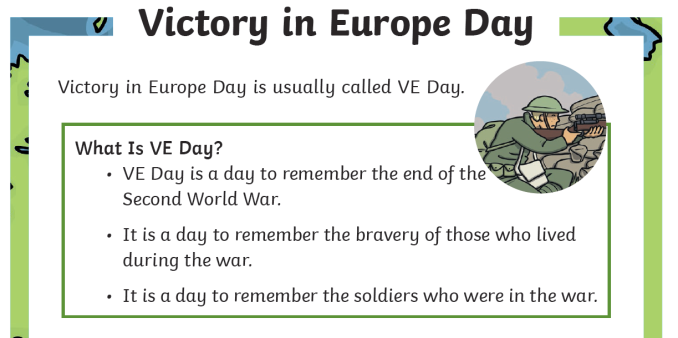 Victory in Europe Day
Victory in Europe Day is usually called VE Day.
What Is VE Day?
• VE Day is a day to remember the end of the
Second World War.
• It is a day to remember the bravery of those who lived
during the war.
• It is a day to remember the soldiers who were in the war.